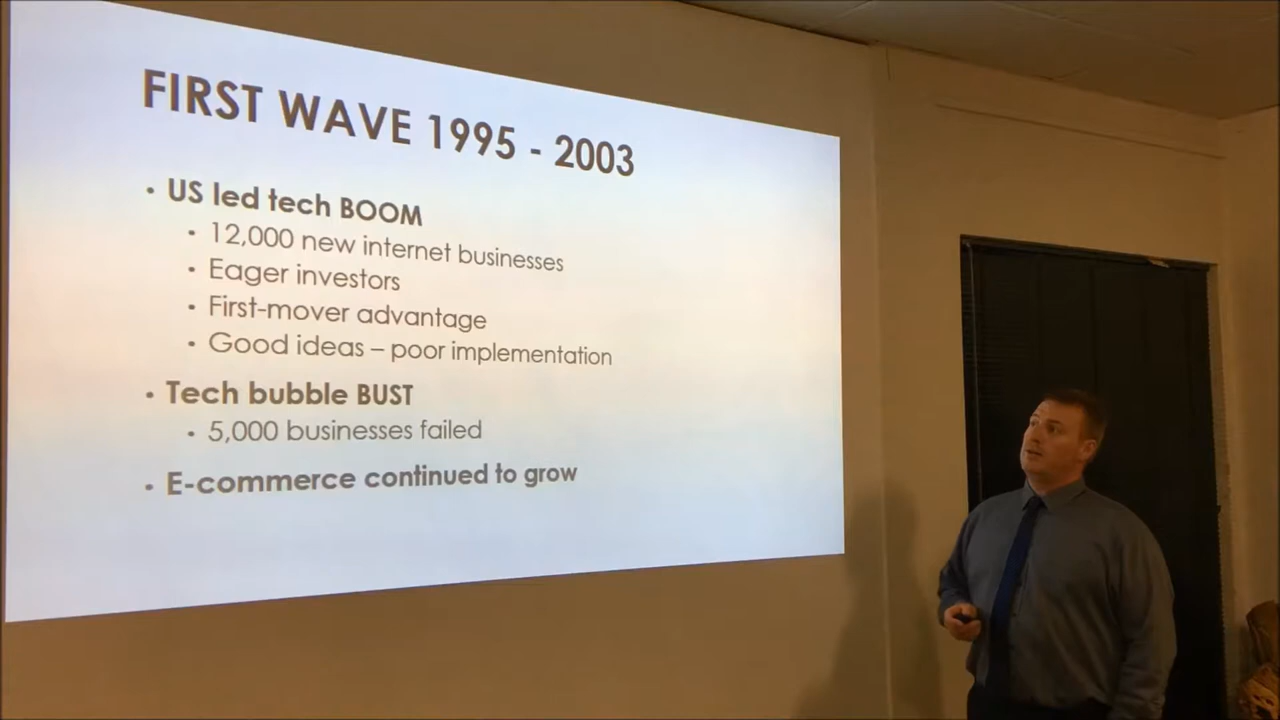 FIRST WAVE 1995 - 2003
• US led tech BOOM
• 12,000 new internet businesses
• Eager investors
• First-mover advantage
• Good ideas – poor implementation
• Tech bubble BUST
• 5,000 businesses failed
• E-commerce continued to grow